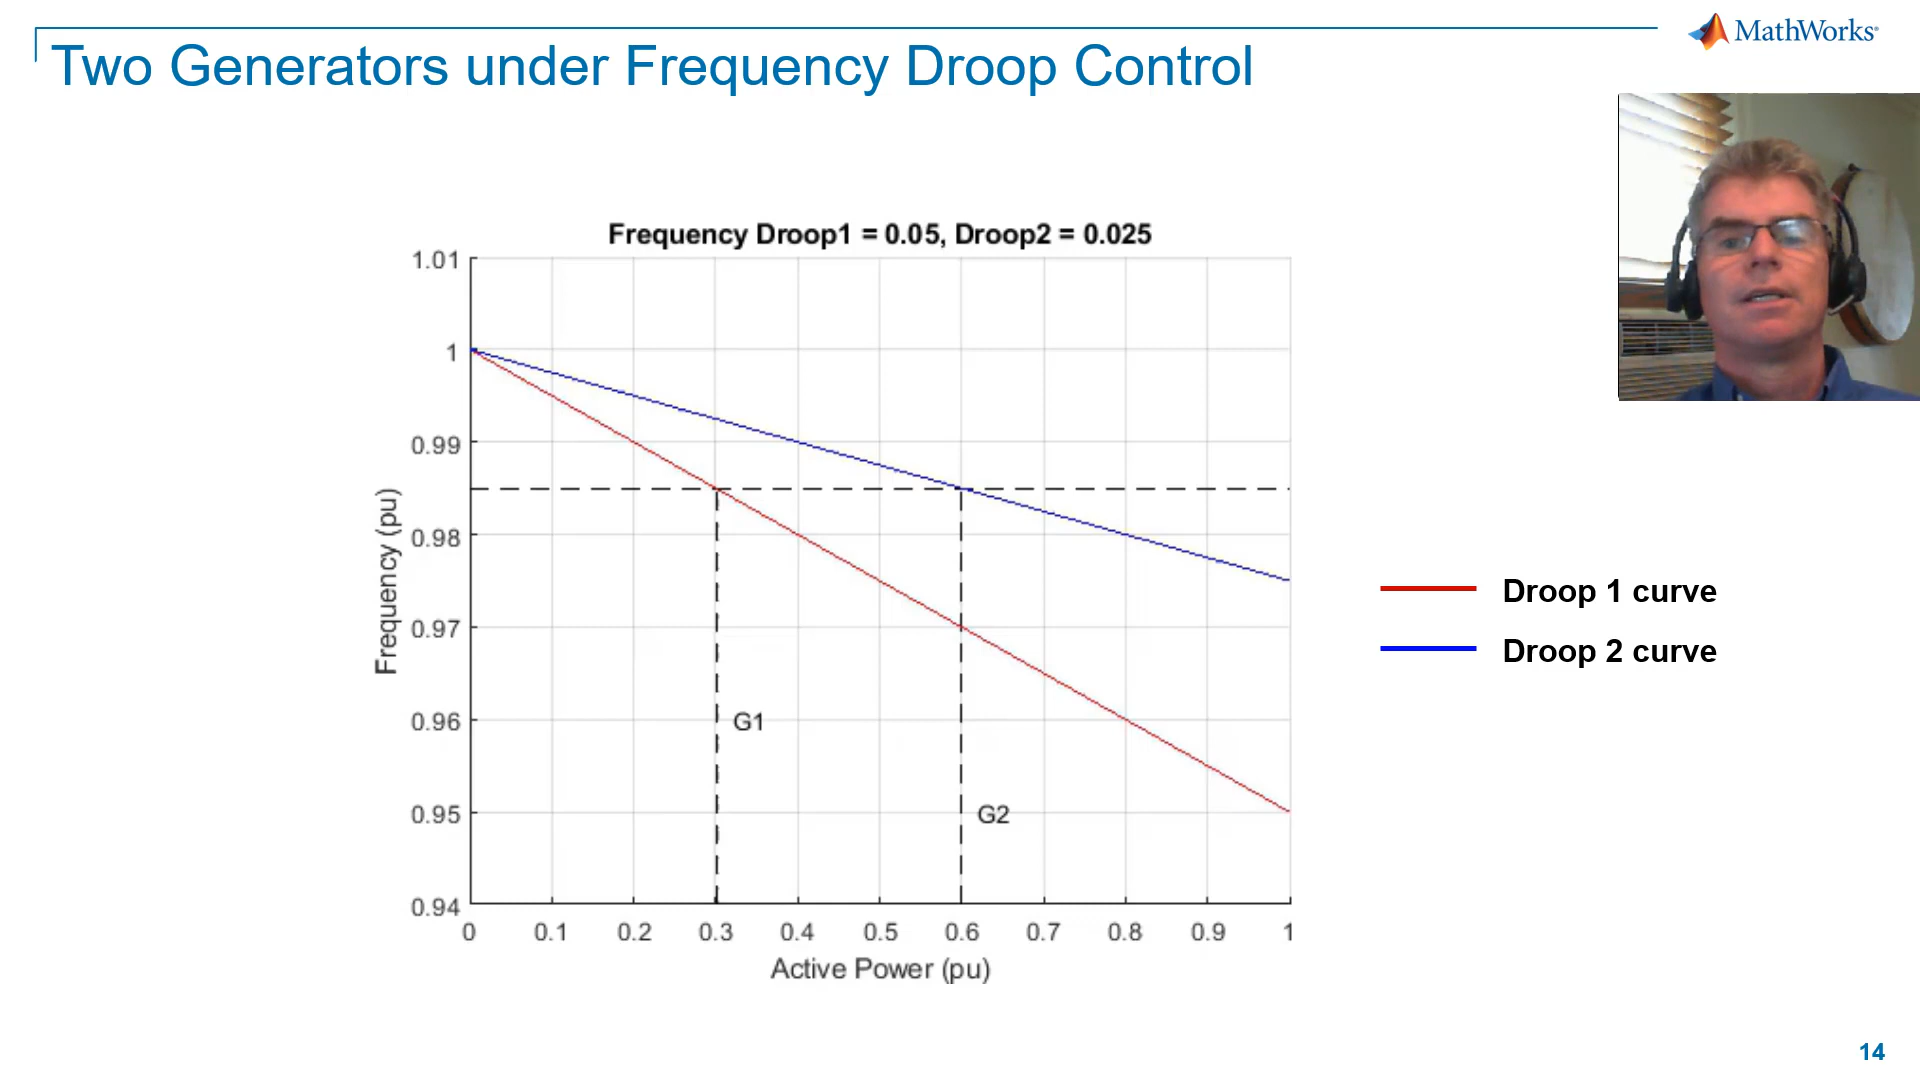 Two Generators under Frequency Droop Control
MathWorks®
Frequency Droop1 = 0.05, Droop2 = 0.025
1.01
1
0.99
0.98
0.97
0.96
0.95
0.94
Frequency (pu)
G1
G2
0 0.1 0.2 0.3 0.4 0.5 0.6 0.7 0.8 0.9 1
Active Power (pu)
Droop 1 curve
Droop 2 curve
14